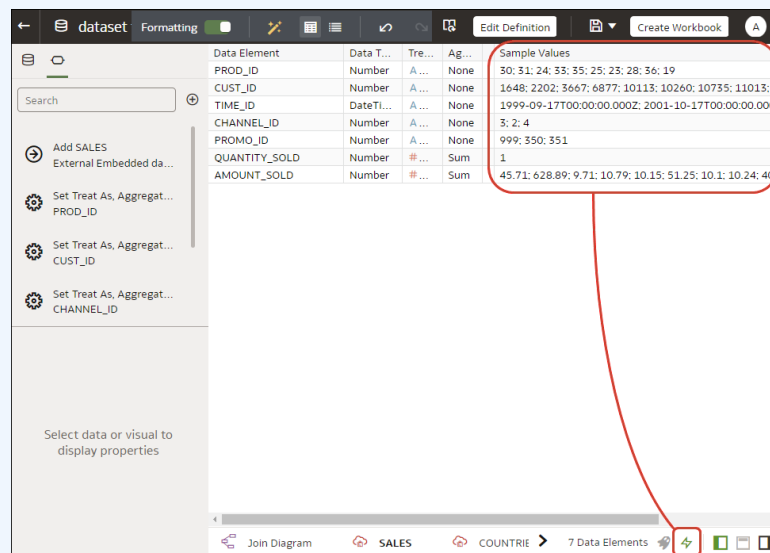 dataset Formatting Edit Definition Create Workbook A
Search
Add SALES
External Embedded da...
Set Treat As, Aggregat...
PROD_ID
Set Treat As, Aggregat...
CUST_ID
Set Treat As, Aggregat...
CHANNEL_ID
Select data or visual to
display properties
Data Element Data T... Tre... Ag... Sample Values
PROD_ID Number A ... None 30; 31; 24; 33; 35; 25; 23; 28; 36; 19
CUST_ID Number A ... None 1648; 2202; 3667; 6877; 10113; 10260; 10735; 11013;
TIME_ID DateTi... A ... None 1999-09-17T00:00:00.000Z; 2001-10-17T00:00:00.00
CHANNEL_ID Number A ... None 3; 2; 4
PROMO_ID Number A ... None 999; 350; 351
QUANTITY_SOLD Number # ... Sum 1
AMOUNT_SOLD Number # ... Sum 45.71; 628.89; 9.71; 10.79; 10.15; 51.25; 10.1; 10.24; 40
Join Diagram SALES COUNTRIE 7 Data Elements